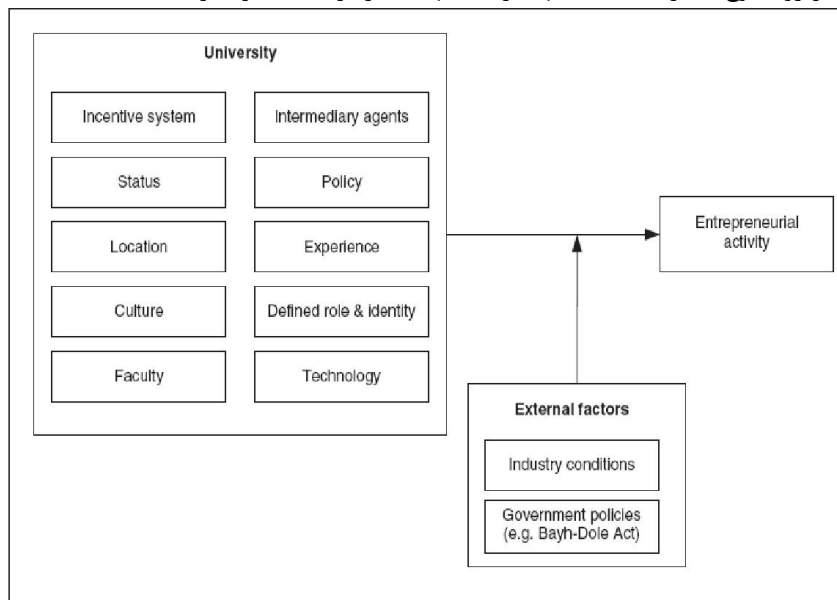 University
Incentive system
Intermediary agents
Status
Policy
Location
Experience
Culture
Defined role & identity
Faculty
Technology
Entrepreneurial
activity
External factors
Industry conditions
Government policies
(e.g. Bayh-Dole Act)